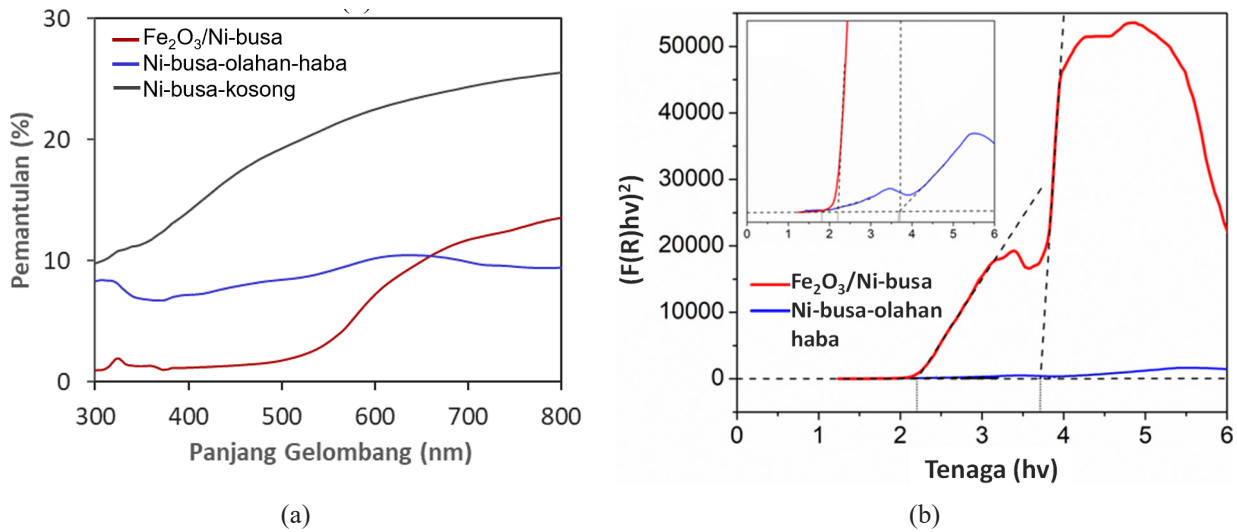 30
20
10
0
Fe₂O₃/Ni-busa
Ni-busa-olahan-haba
Ni-busa-kosong
Pemantulan (%)
300 400 500 600 700 800
Panjang Gelombang (nm)
(a)
50000
40000
30000
20000
10000
0
(F(R)hv)²
0 1 2 3 4 5 6
Fe₂O₃/Ni-busa
Ni-busa-olahan
haba
0 1 2 3 4 5 6
Tenaga (hv)
(b)